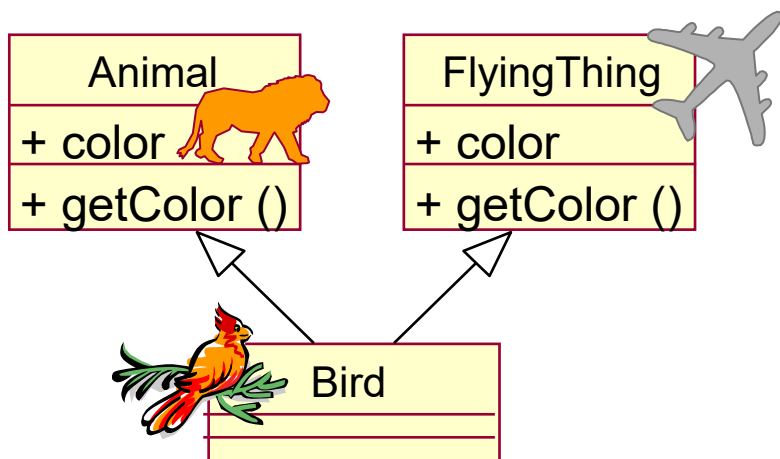 Animal
+ color
+ getColor ()
FlyingThing
+ color
+ getColor ()
Bird